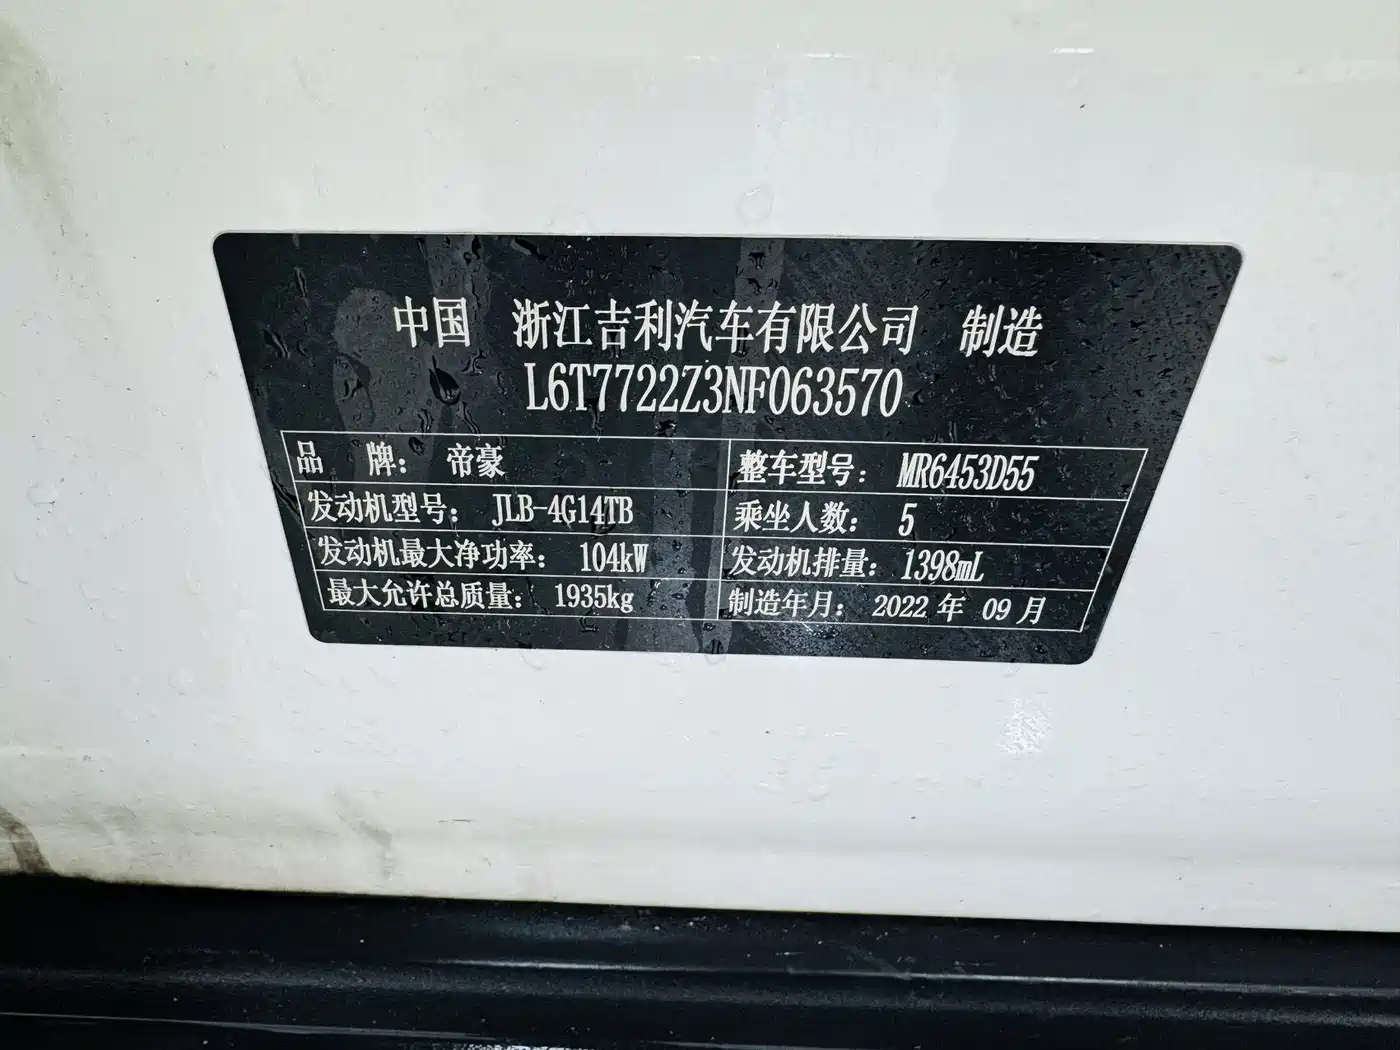 中国 浙江吉利汽车有限公司 制造
L6T7722Z3NF063570
品 牌： 帝豪 整车型号： MR6453D55
发动机型号： JLB-4G14TB 乘坐人数： 5
发动机最大净功率： 104kW 发动机排量： 1398mL
最大允许总质量： 1935kg 制造年月： 2022 年 09 月